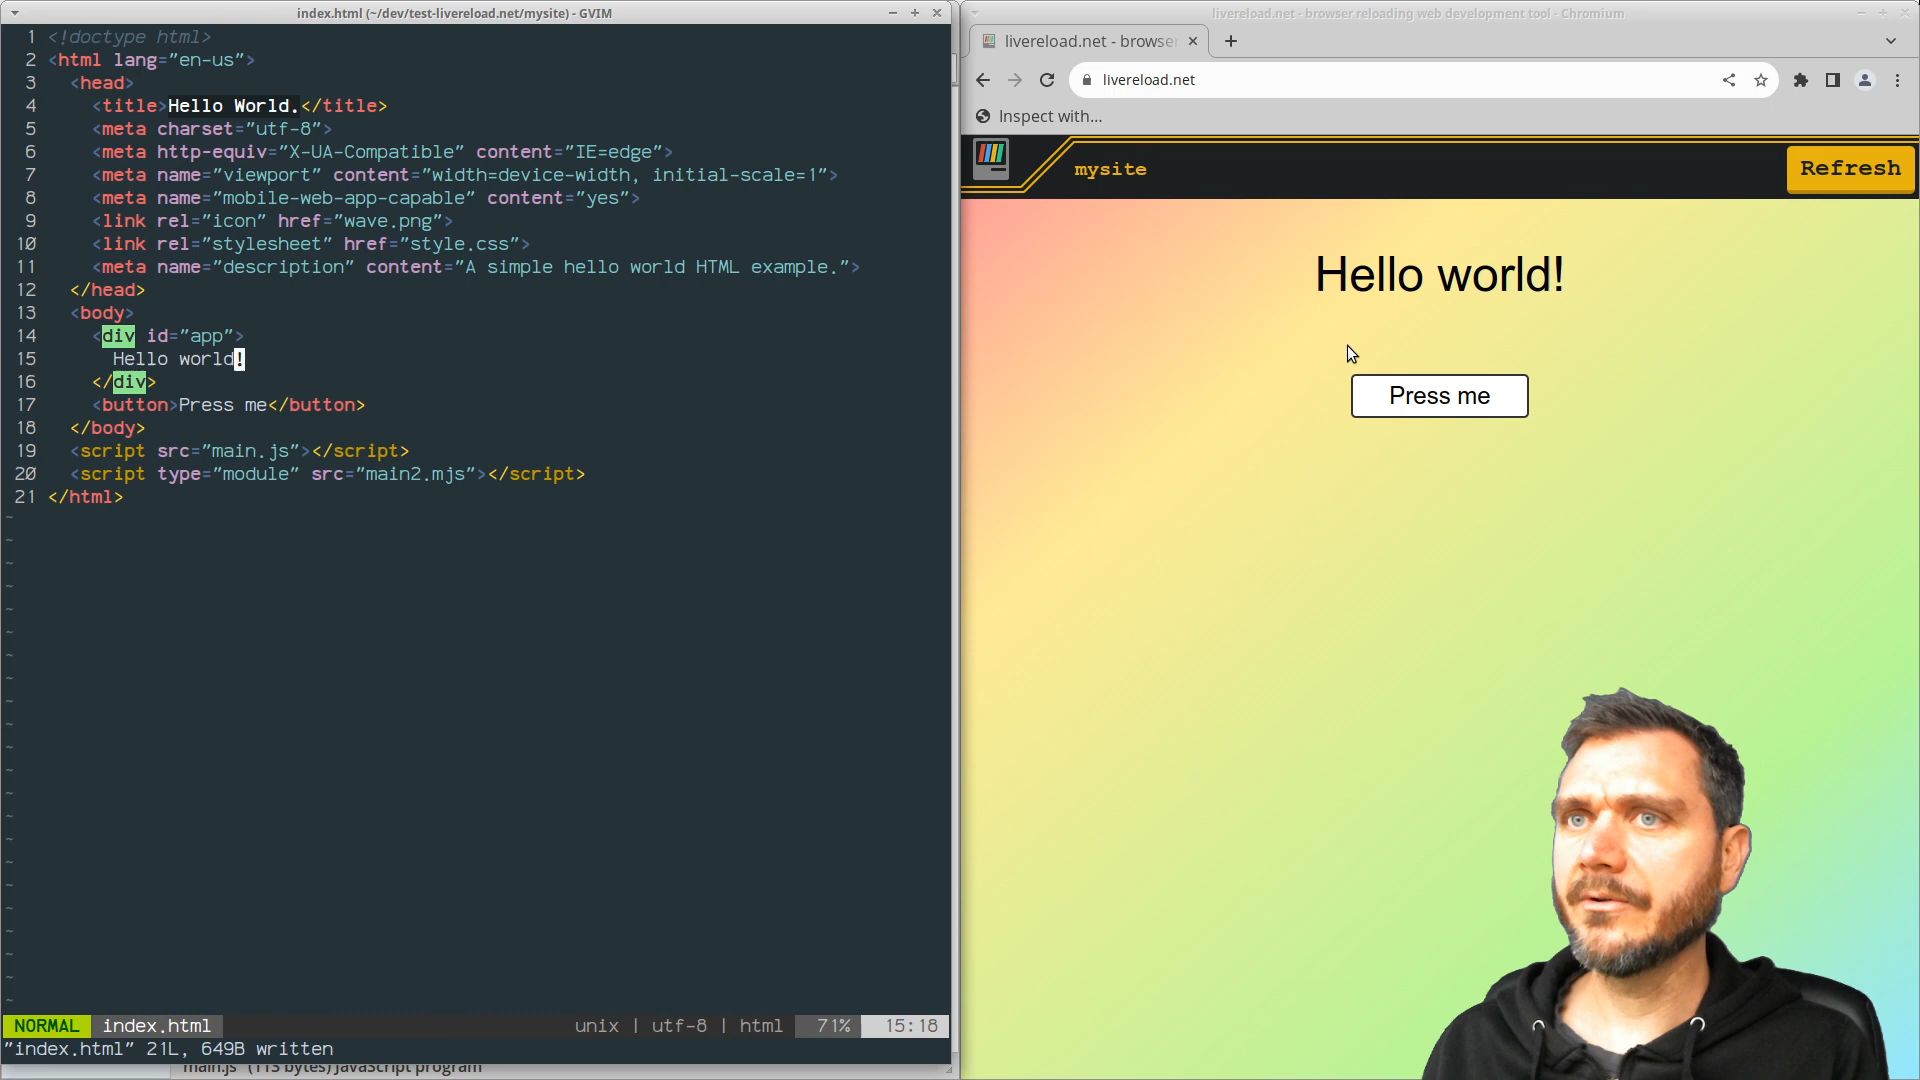 index.html (~/dev/test-livereload.net/mysite) - GVIM
1 <!doctype html>
2 <html lang="en-us">
3 <head>
4 <title>Hello World.</title>
5 <meta charset="utf-8">
6 <meta http-equiv="X-UA-Compatible" content="IE=edge">
7 <meta name="viewport" content="width=device-width, initial-scale=1">
8 <meta name="mobile-web-app-capable" content="yes">
9 <link rel="icon" href="wave.png">
10 <link rel="stylesheet" href="style.css">
11 <meta name="description" content="A simple hello world HTML example.">
12 </head>
13 <body>
14 <div id="app">
15 Hello world!
16 </div>
17 <button>Press me</button>
18 </body>
19 <script src="main.js"></script>
20 <script type="module" src="main2.mjs"></script>
21 </html>
NORMAL index.html unix | utf-8 | html 71% 15:18
"index.html" 21L, 649B written
main.js" (113 bytes) JavaScript program
livereload.net - browser reloading web development tool - Chromium
livereload.net - browser
livereload.net
Inspect with...
mysite
Refresh
Hello world!
Press me